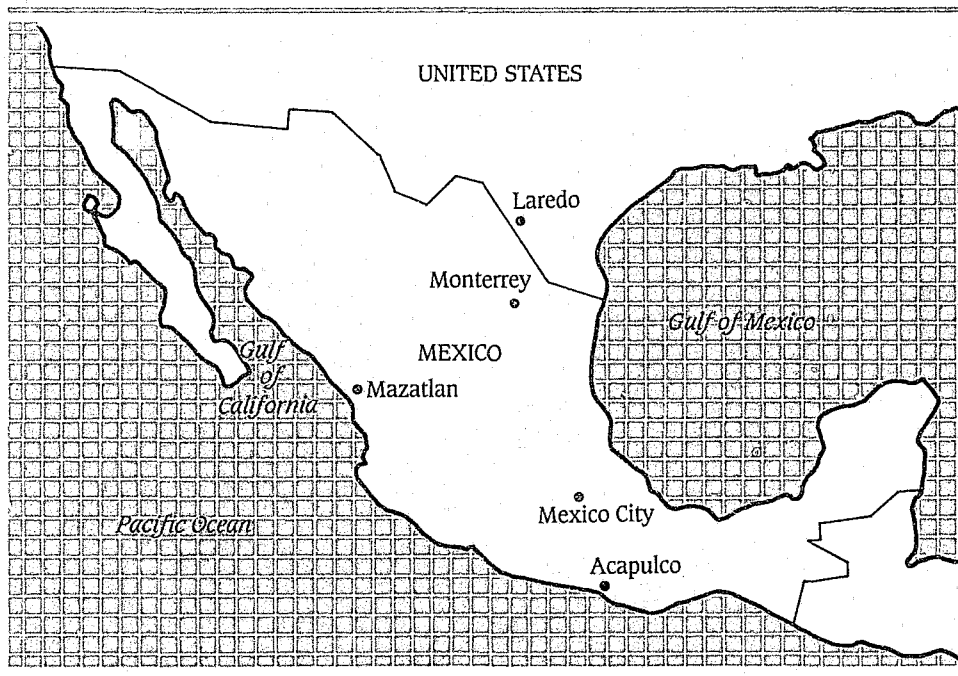 UNITED STATES
Laredo
Monterrey
Gulf of Mexico
MEXICO
Gulf
of
California
Mazatlan
Mexico City
Pacific Ocean
Acapulco